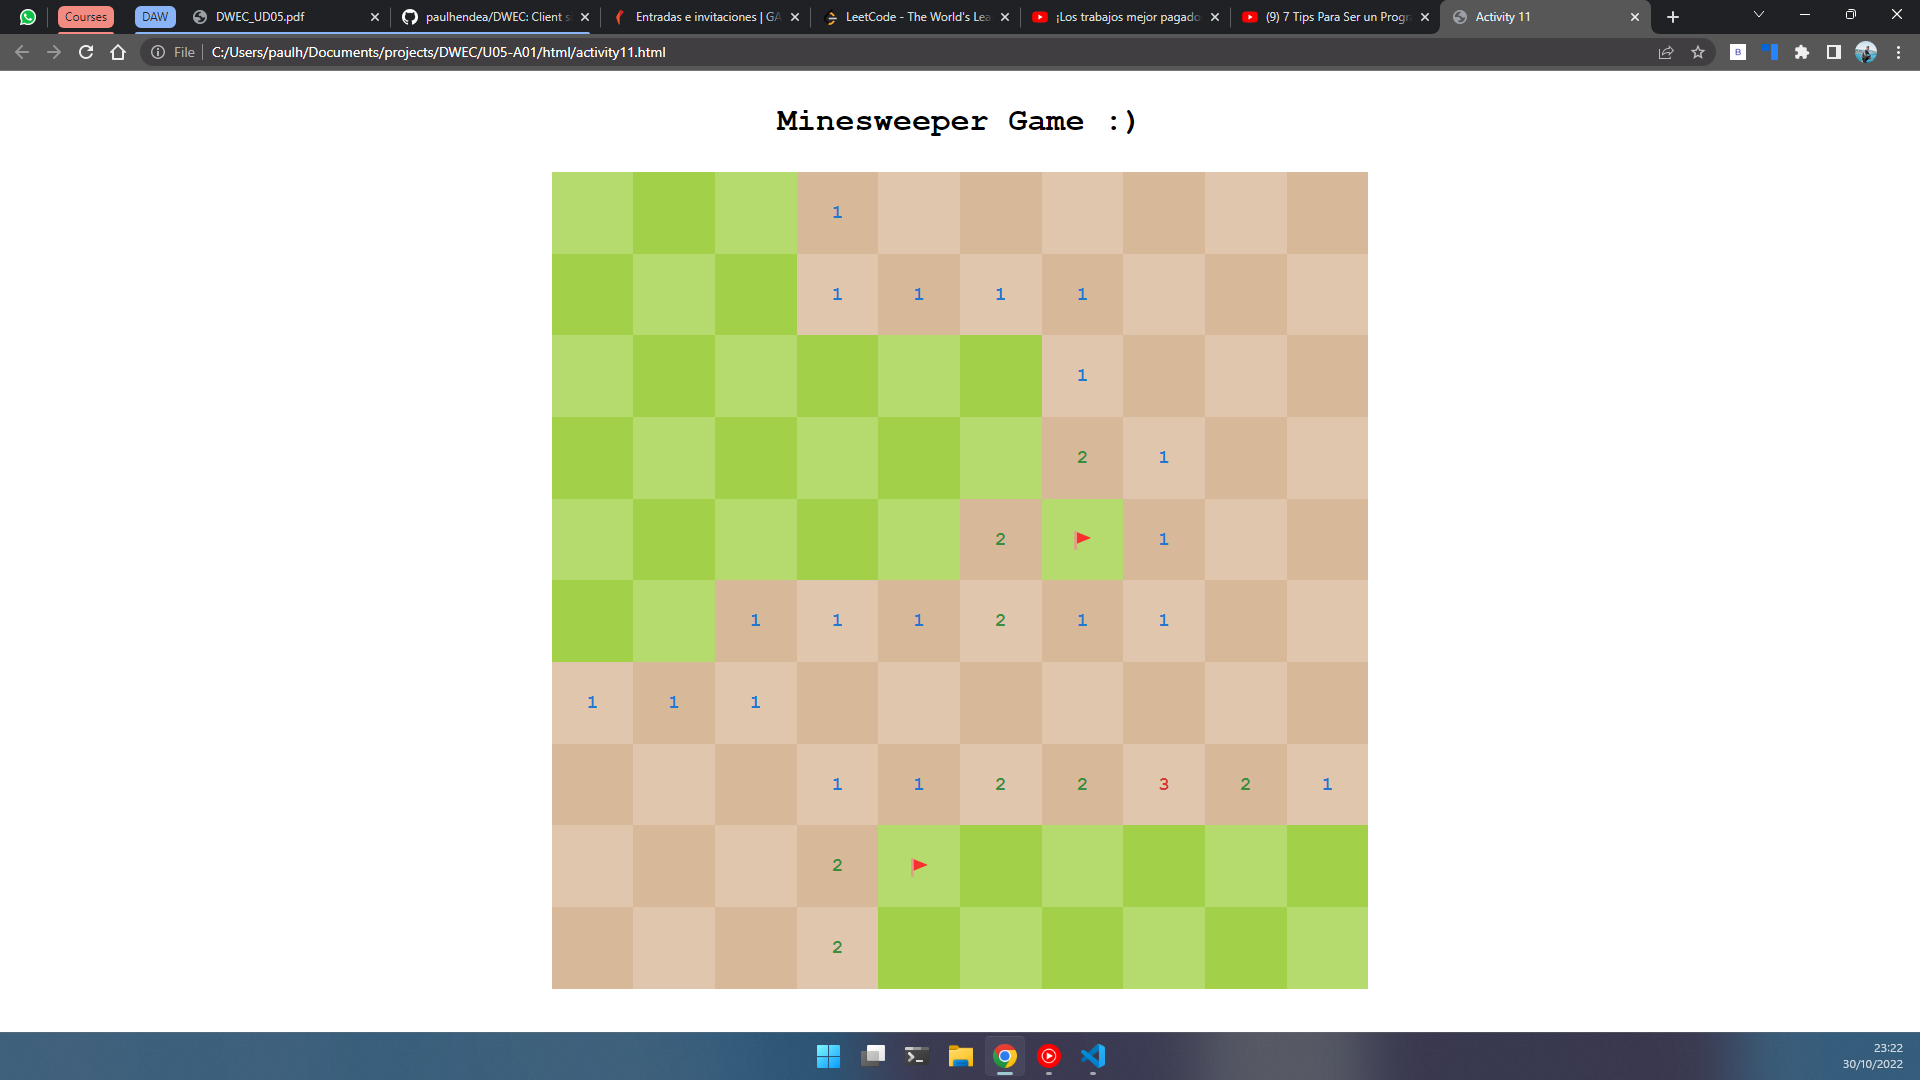 Courses DAW DWEC_UD05.pdf paulhendea/DWEC: Client s Entradas e invitaciones | GA LeetCode - The World's Lea ¡Los trabajos mejor pagado (9) 7 Tips Para Ser un Progr Activity 11
File C:/Users/paulh/Documents/projects/DWEC/U05-A01/html/activity11.html
Minesweeper Game :)
1
1 1 1 1
1
2 1
2 1
1 1 1 2 1 1
1 1 1
1 1 2 2 3 2 1
2
2
23:22
30/10/2022